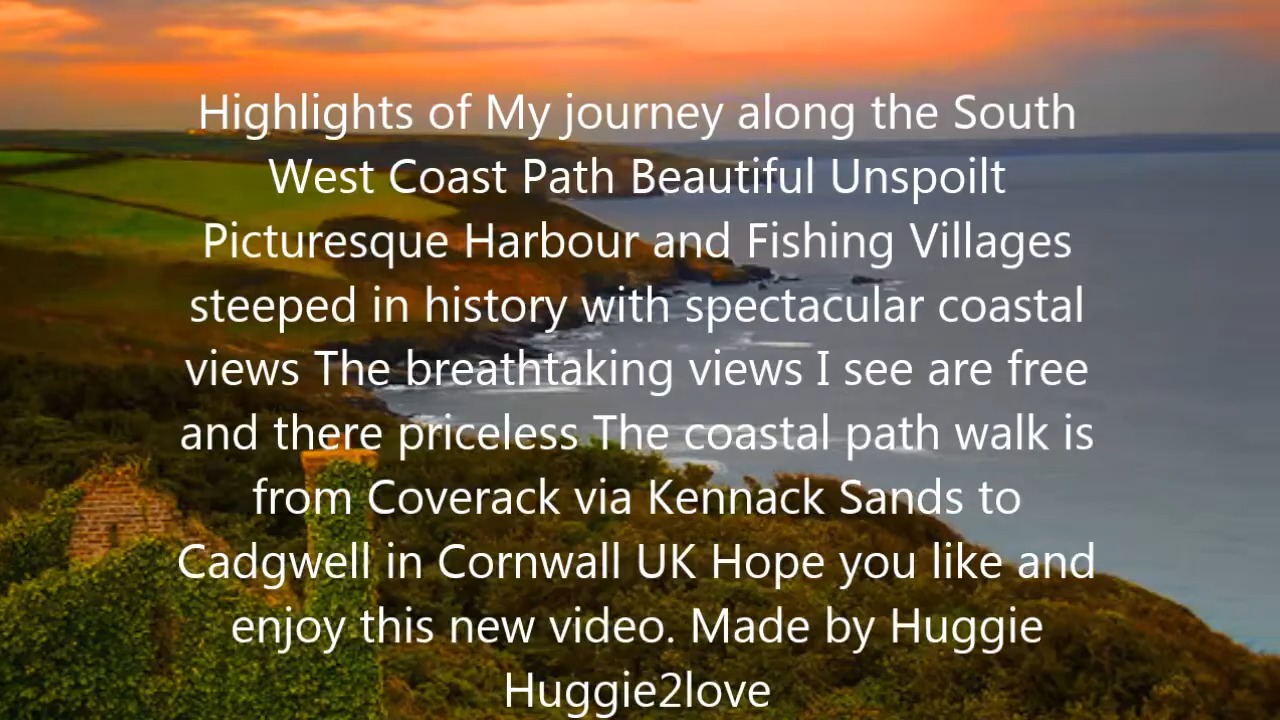 Highlights of My journey along the South
West Coast Path Beautiful Unspoilt
Picturesque Harbour and Fishing Villages
steeped in history with spectacular coastal
views The breathtaking views I see are free
and there priceless The coastal path walk is
from Coverack via Kennack Sands to
Cadgwell in Cornwall UK Hope you like and
enjoy this new video. Made by Huggie
Huggie2love